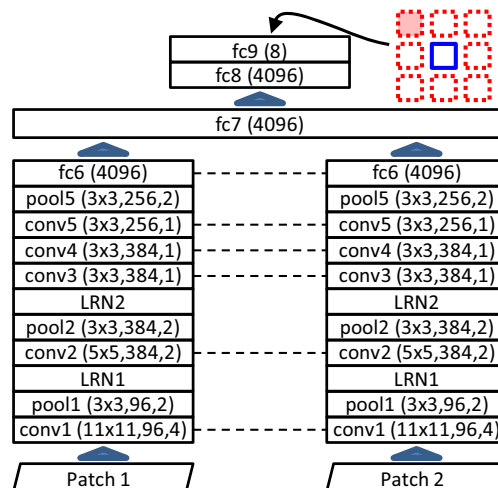 fc9 (8)
fc8 (4096)
fc7 (4096)
fc6 (4096)
pool5 (3x3,256,2)
conv5 (3x3,256,1)
conv4 (3x3,384,1)
conv3 (3x3,384,1)
LRN2
pool2 (3x3,384,2)
conv2 (5x5,384,2)
LRN1
pool1 (3x3,96,2)
conv1 (11x11,96,4)
Patch 1
fc6 (4096)
pool5 (3x3,256,2)
conv5 (3x3,256,1)
conv4 (3x3,384,1)
conv3 (3x3,384,1)
LRN2
pool2 (3x3,384,2)
conv2 (5x5,384,2)
LRN1
pool1 (3x3,96,2)
conv1 (11x11,96,4)
Patch 2